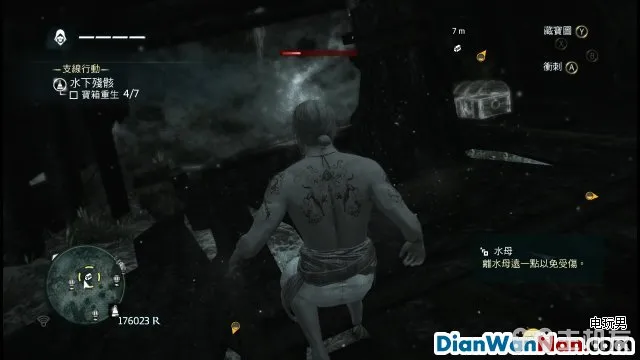 7 m
藏寶圖 Y
X
B
衝刺 A
支線行動
水下殘骸
寶箱重生 4/7
水母
離水母遠一點以免受傷。
176023 R
电玩男
DianWanNan.com